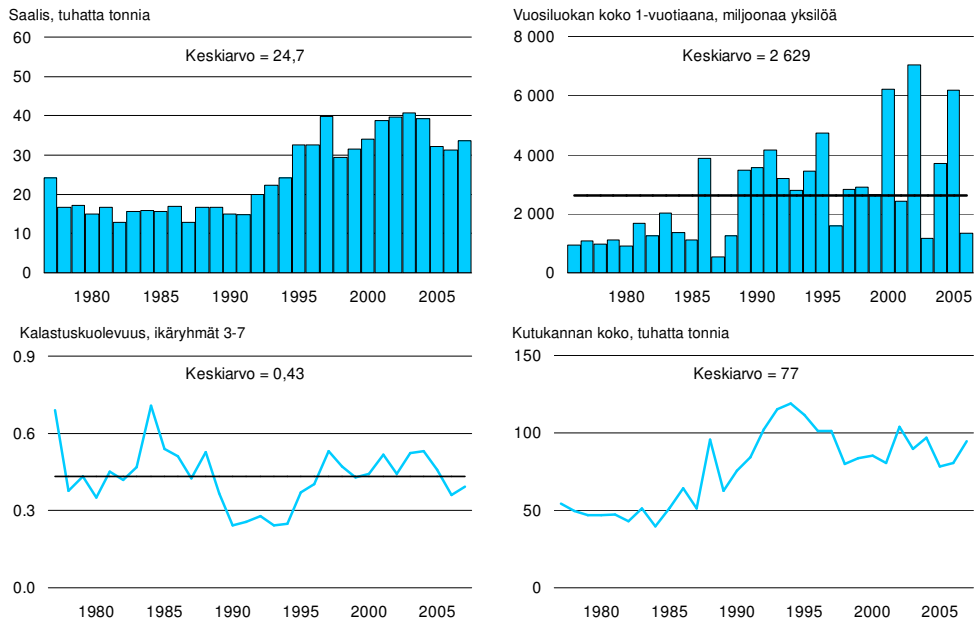 Saalis, tuhatta tonnia
60
Keskiarvo = 24,7
50
40
30
20
10
0
1980 1985 1990 1995 2000 2005
Vuosiluokan koko 1-vuotiaana, miljoonaa yksilöä
8 000
Keskiarvo = 2 629
6 000
4 000
2 000
0
1980 1985 1990 1995 2000 2005
Kalastuskuolevuus, ikäryhmät 3-7
0.9
Keskiarvo = 0,43
0.6
0.3
0.0
1980 1985 1990 1995 2000 2005
Kutukannan koko, tuhatta tonnia
150
Keskiarvo = 77
100
50
0
1980 1985 1990 1995 2000 2005